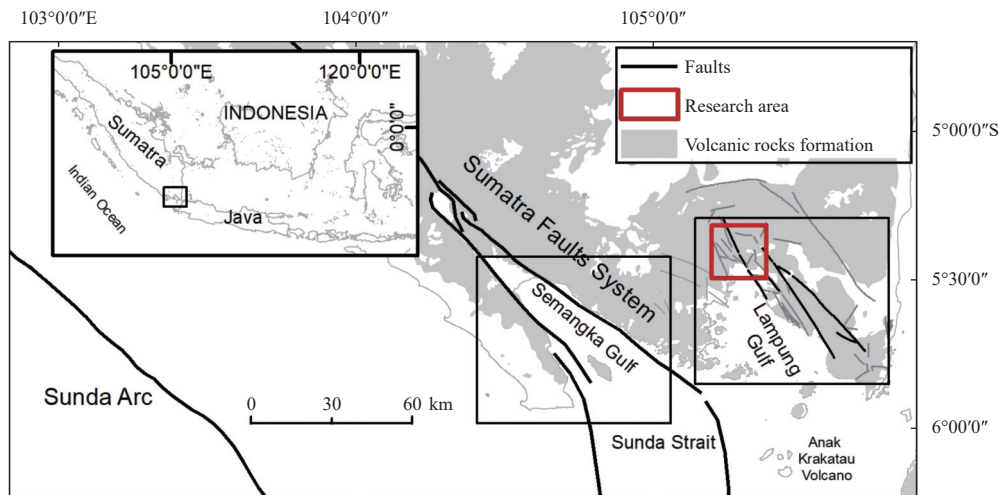 103°0′0″E
104°0′0″
105°0′0″
105°0'0"E
120°0'0"E
INDONESIA
0°0'0"
Sumatra
Indian Ocean
Java
Faults
Research area
Volcanic rocks formation
5°00′0″S
Sumatra Faults System
Semangka Gulf
5°30′0″
Lampung
Gulf
Sunda Arc
0 30 60 km
Sunda Strait
6°00′0″
Anak
Krakatau
Volcano